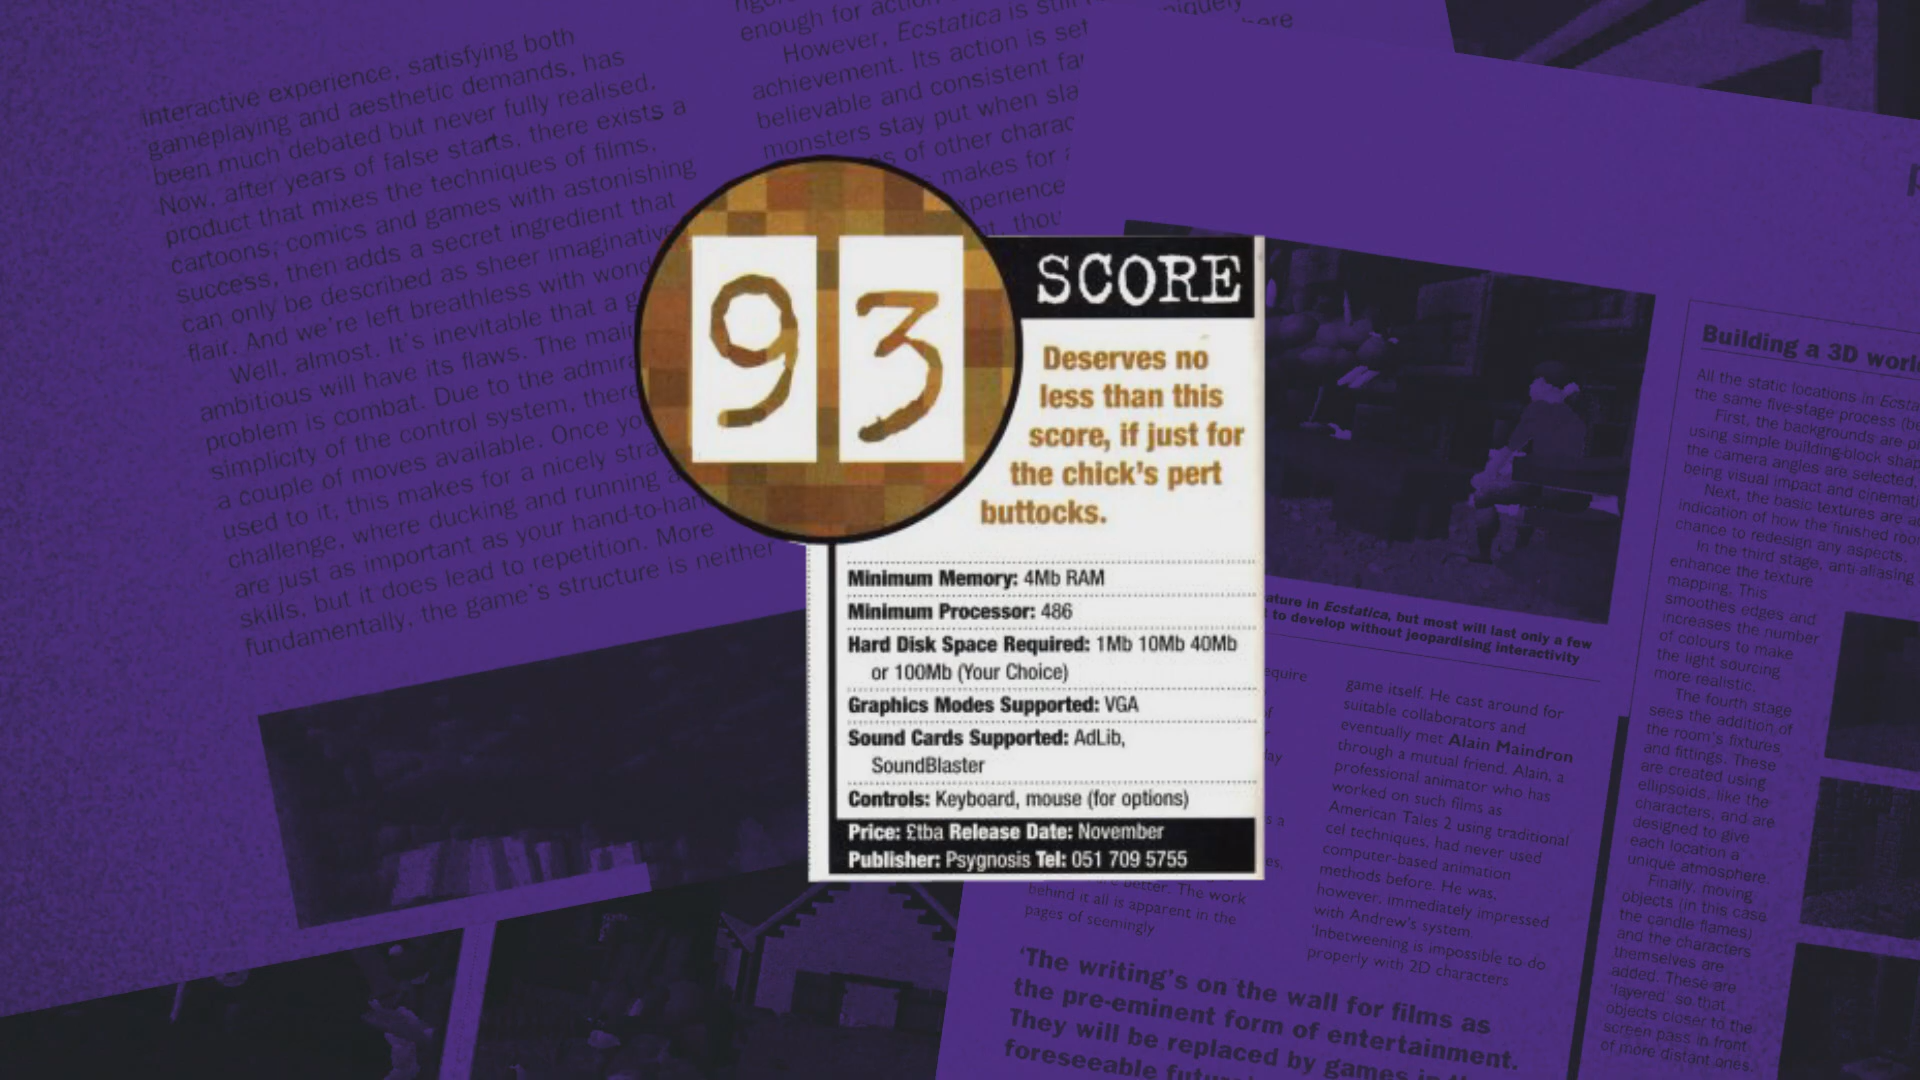 interactive experience, satisfying both
gameplaying and aesthetic demands, has
been much debated but never fully realised.
Now, after years of false starts, there exists a
product that mixes the techniques of films,
cartoons, comics and games with astonishing
success, then adds a secret ingredient that
can only be described as sheer imaginative
flair. And we're left breathless with
Well, almost. It's inevitable that a
ambitious will have its flaws. The main
problem is combat. Due to the
simplicity of the control system, there
a couple of moves available. Once
used to it, this makes for a nicely
challenge, where ducking and running
are just as important as your
skills, but it does lead to repetition. More
fundamentally, the game's structure is neither
enough for action
However, Ecstatica is still
achievement. Its action is set
believable and consistent
monsters stay put when
of other
makes for
93
SCORE
Deserves no
less than this
score, if just for
the chick's pert
buttocks.
Minimum Memory: 4Mb RAM
Minimum Processor: 486
Hard Disk Space Required: 1Mb 10Mb 40Mb
or 100Mb (Your Choice)
Graphics Modes Supported: VGA
Sound Cards Supported: AdLib,
SoundBlaster
Controls: Keyboard, mouse (for options)
Price: £tba Release Date: November
Publisher: Psygnosis Tel: 051 709 5755
in Ecstatica, but most will last only a few
to develop without jeopardising interactivity
better. The work
behind it all is apparent in the
pages of seemingly
game itself. He cast around for
suitable collaborators and
eventually met Alain Maindron
through a mutual friend. Alain, a
professional animator who has
worked on such films as
American Tales 2 using traditional
cel techniques, had never used
computer-based animation
methods before. He was,
however, immediately impressed
with Andrew's system.
'Inbetweening is impossible to do
properly with 2D characters
'The writing's on the wall for films as
the pre-eminent form of entertainment.
They will be replaced by games in
foreseeable
Building a 3D
All the static locations in
the same five-stage process
First, the backgrounds are
using simple building-block
the camera angles are selected,
being visual impact and
Next, the basic textures are
indication of how the finished
chance to redesign any aspects.
In the third stage, anti aliasing
enhance the texture
mapping. This
smoothes edges and
increases the number
of colours to make
the light sourcing
more realistic.
The fourth stage
sees the addition of
the room's fixtures
and fittings. These
are created using
ellipsoids, like the
characters, and are
designed to give
each location a
unique atmosphere.
Finally, moving
objects (in this case
the candle flames)
and the characters
themselves are
added. These are
'layered' so that
objects closer to the
screen pass in front
of more distant ones.